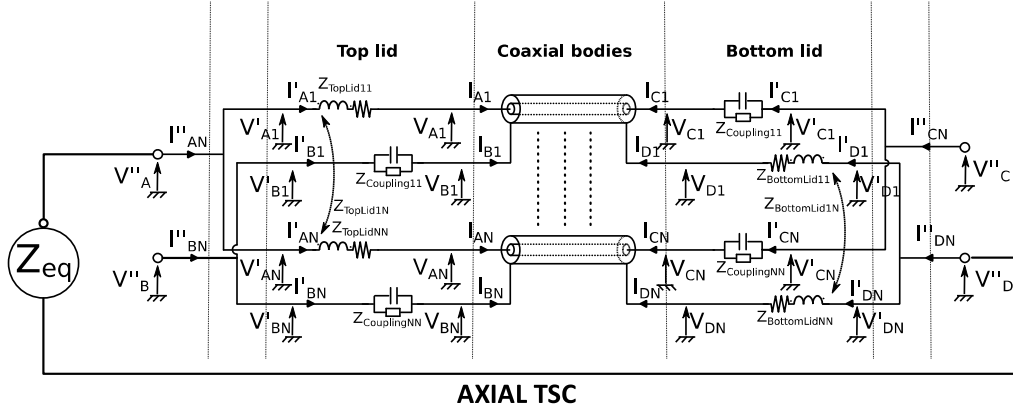 Top lid
Coaxial bodies
Bottom lid
I'A1
ZTopLid11
IA1
IC1
I'C1
ZCoupling11
I''AN
V'A1
VA1
VC1
V'C1
I''CN
I'B1
IB1
ID1
I'D1
V''A
V'B1
ZCoupling11
VB1
VD1
ZBottomLid11
V'D1
V''C
ZTopLid1N
ZBottomLid1N
I''BN
I'AN
ZTopLidNN
IAN
ICN
I'CN
I''DN
Zeq
V''B
V'AN
VAN
VCN
ZCouplingNN
V'CN
V''D
I'BN
IBN
IDN
I'DN
V'BN
ZCouplingNN
VBN
VDN
ZBottomLidNN
V'DN
AXIAL TSC